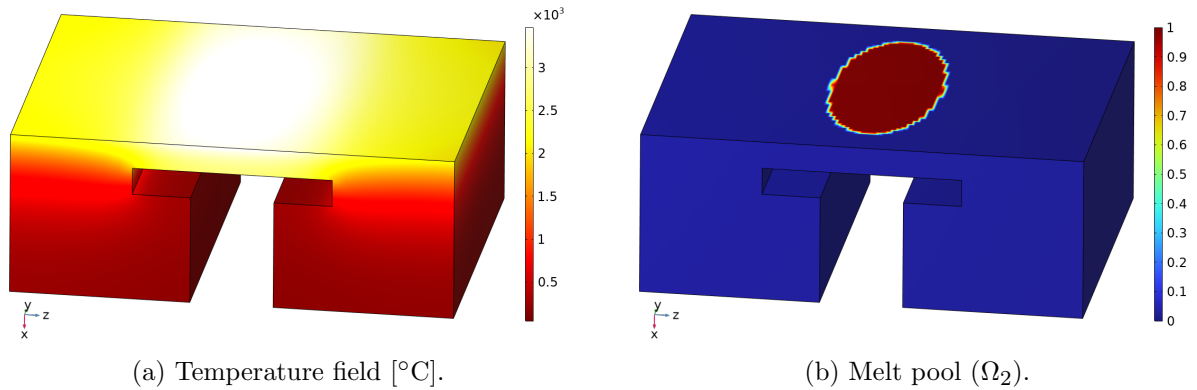 ×10³
3
2.5
2
1.5
1
0.5
y
z
x
(a) Temperature field [°C].
1
0.9
0.8
0.7
0.6
0.5
0.4
0.3
0.2
0.1
0
y
z
x
(b) Melt pool (Ω₂).